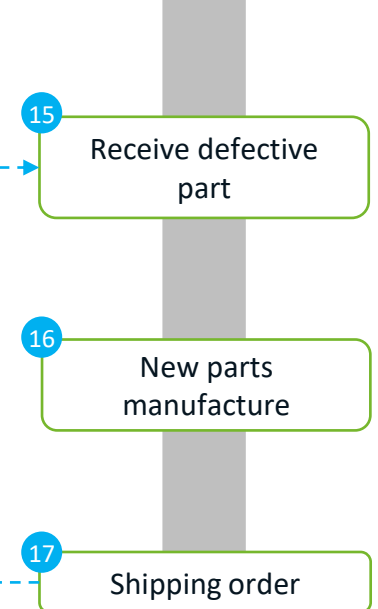 15
Receive defective
part
16
New parts
manufacture
17
Shipping order